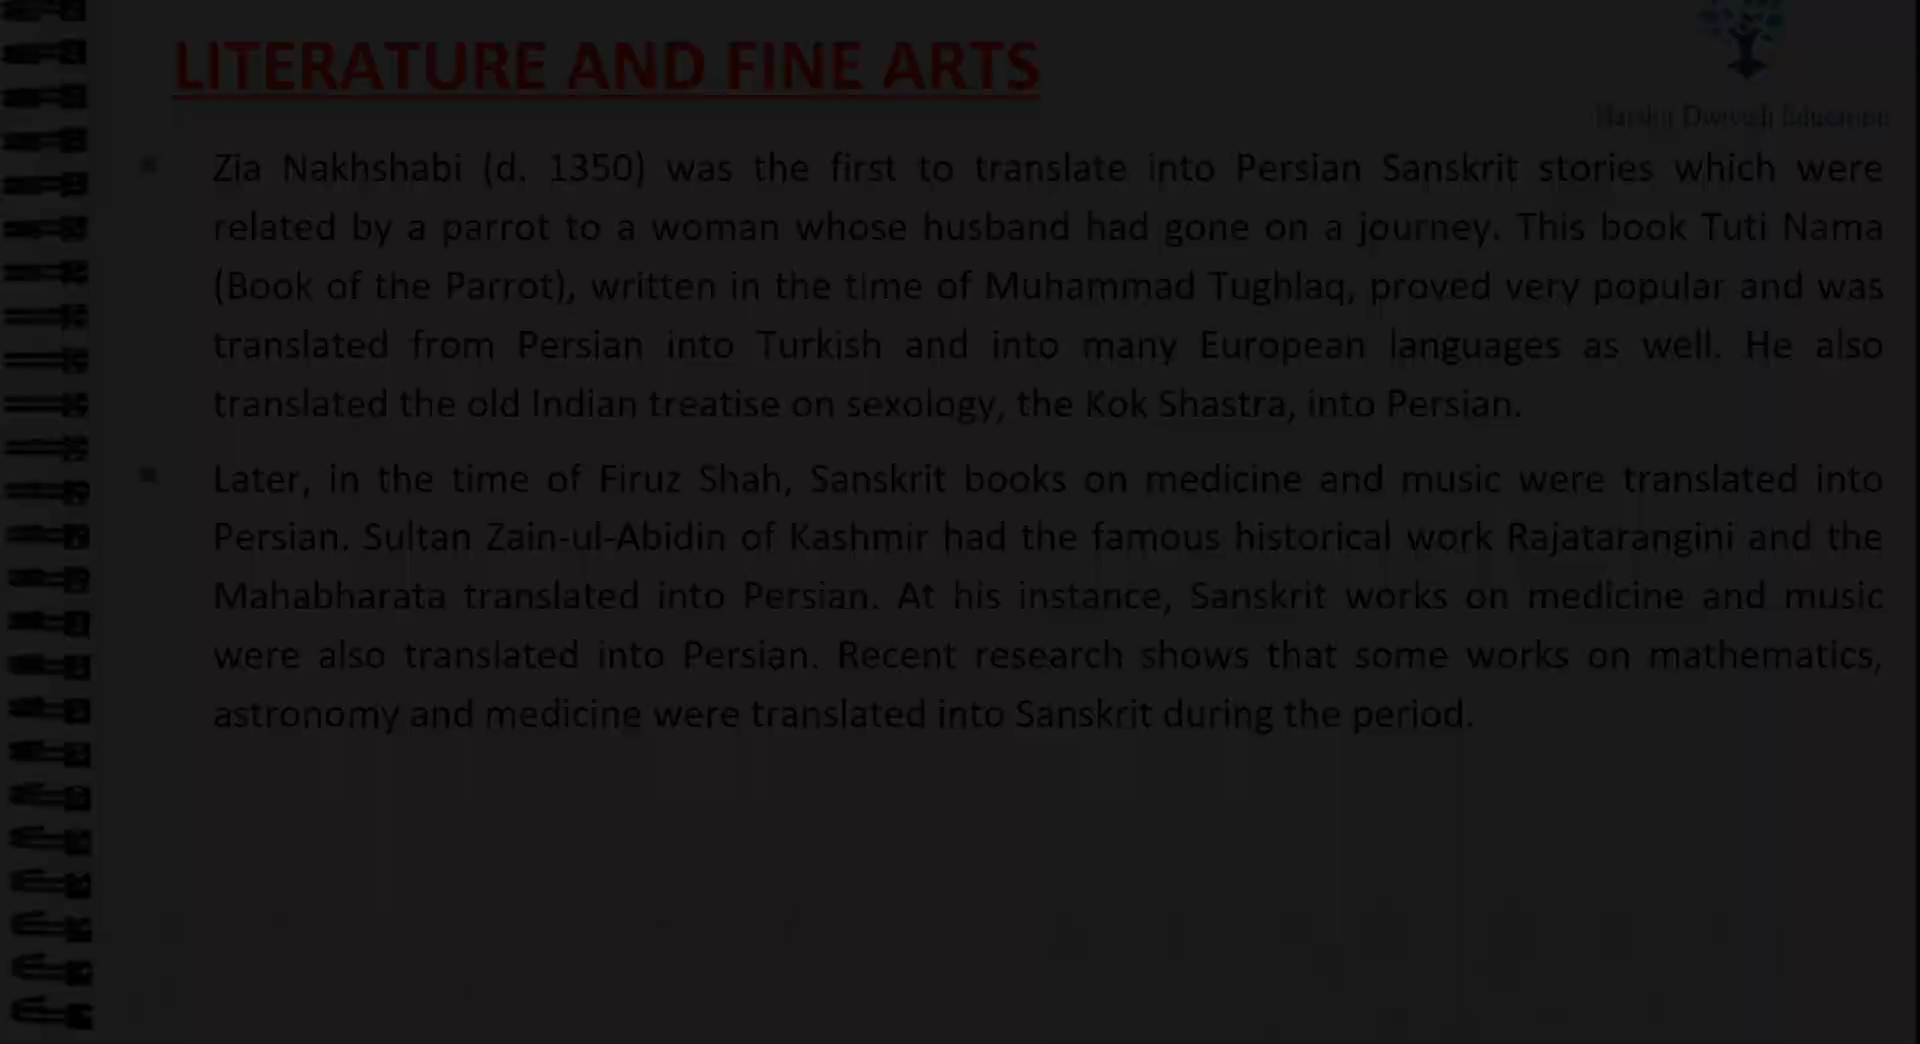 LITERATURE AND FINE ARTS
Dwivedi Education
Zia Nakhshabi (d. 1350) was the first to translate into Persian Sanskrit stories which were
related by a parrot to a woman whose husband had gone on a journey. This book Tuti Nama
(Book of the Parrot), written in the time of Muhammad Tughlaq, proved very popular and was
translated from Persian into Turkish and into many European languages as well. He also
translated the old Indian treatise on sexology, the Kok Shastra, into Persian.
Later, in the time of Firuz Shah, Sanskrit books on medicine and music were translated into
Persian. Sultan Zain-ul-Abidin of Kashmir had the famous historical work Rajatarangini and the
Mahabharata translated into Persian. At his instance, Sanskrit works on medicine and music
were also translated into Persian. Recent research shows that some works on mathematics,
astronomy and medicine were translated into Sanskrit during the period.